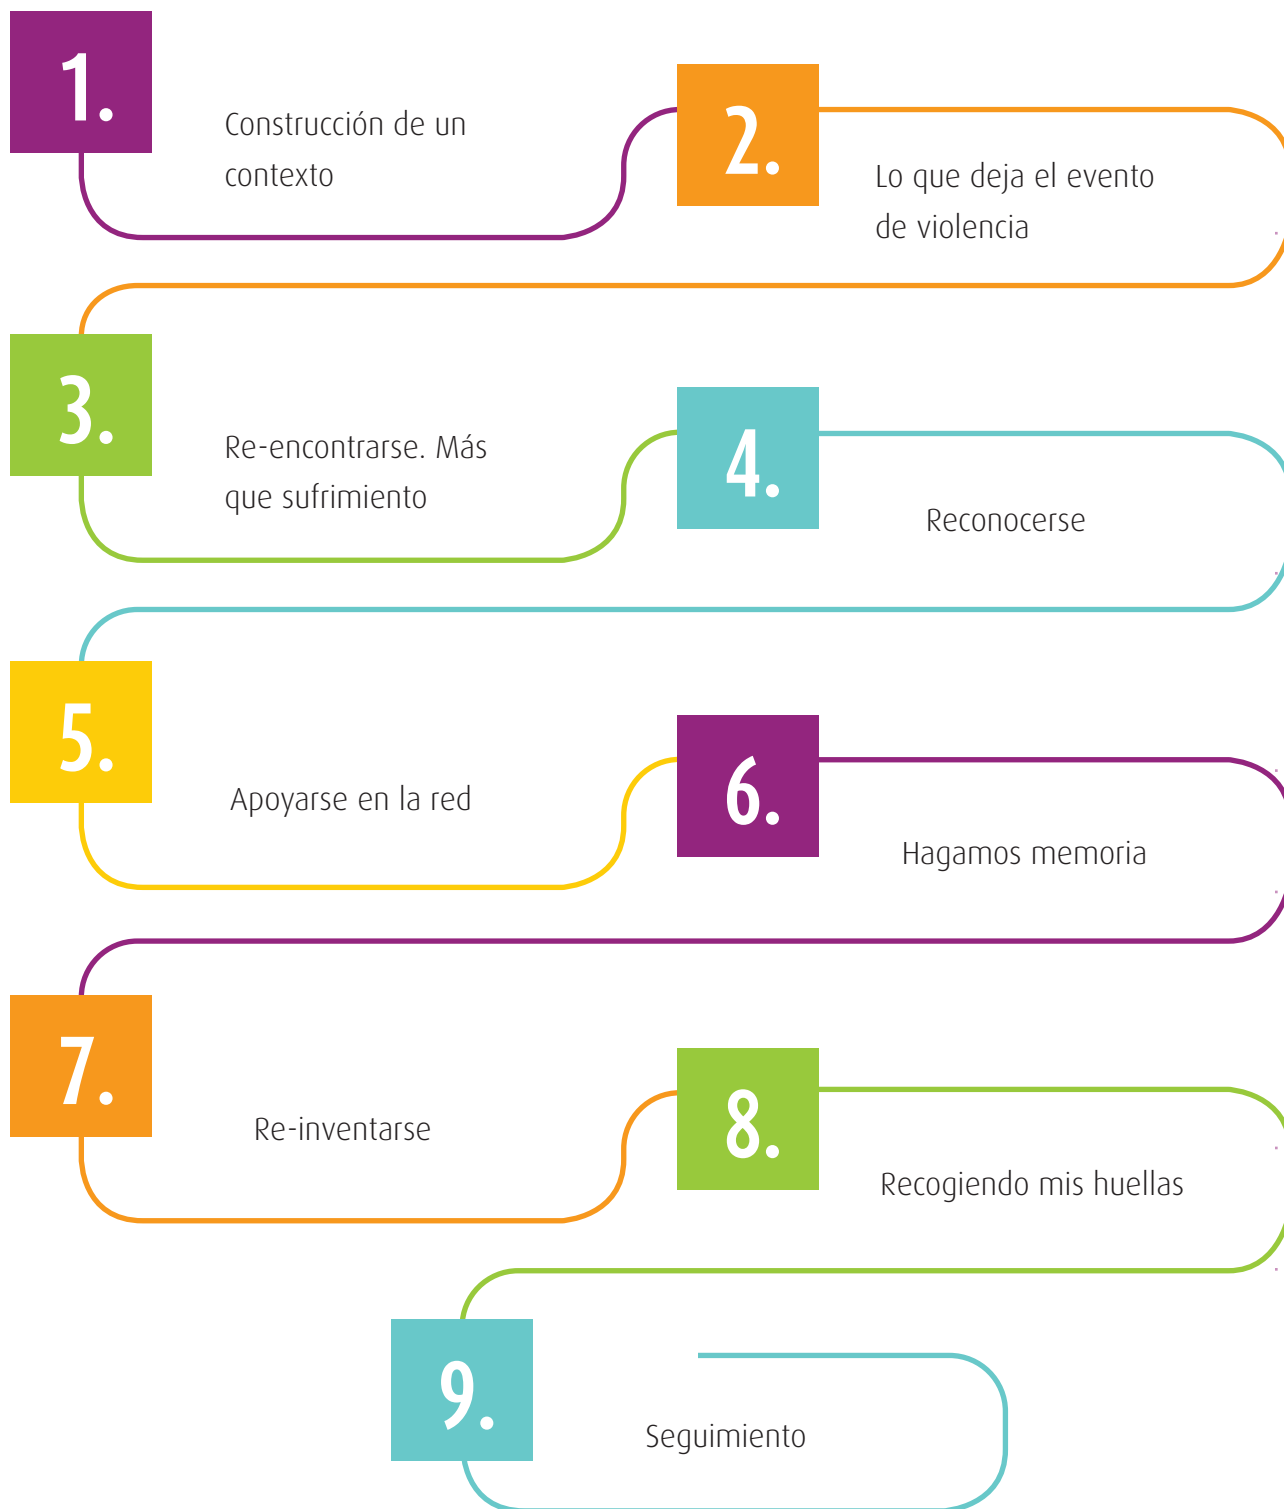 1.
Construcción de un
contexto
2.
Lo que deja el evento
de violencia
3.
Re-encontrarse. Más
que sufrimiento
4.
Reconocerse
5.
Apoyarse en la red
6.
Hagamos memoria
7.
Re-inventarse
8.
Recogiendo mis huellas
9.
Seguimiento